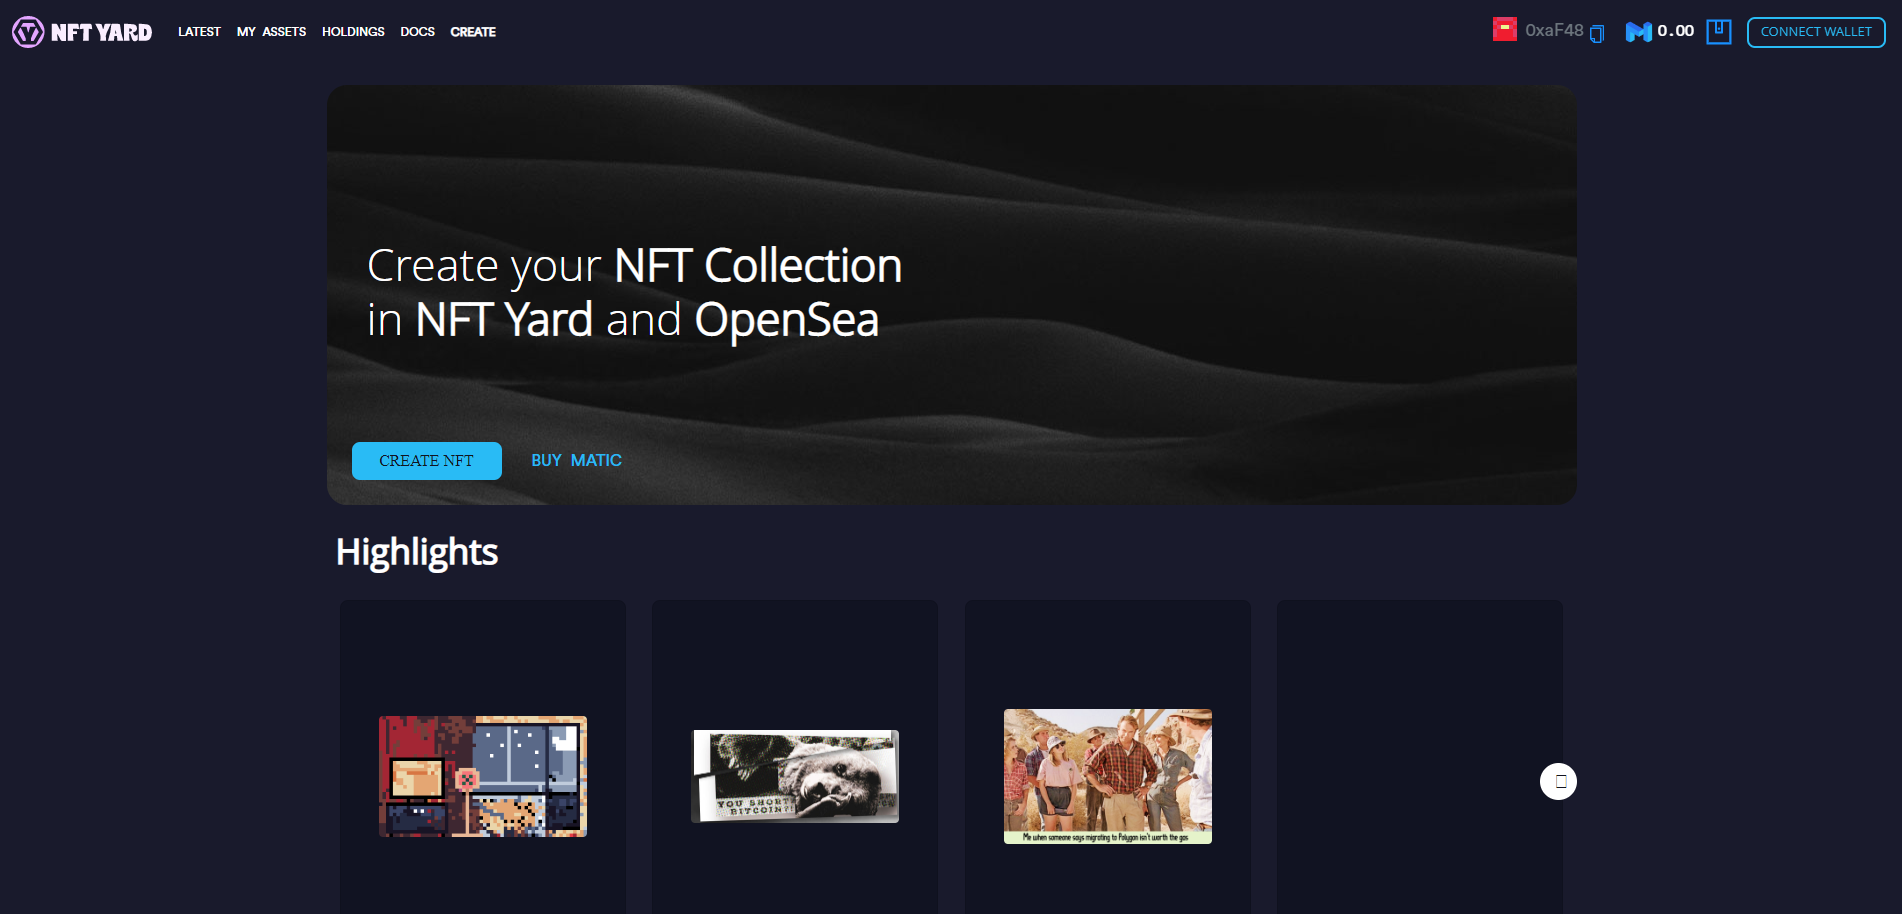 NFT YARD
LATEST MY ASSETS HOLDINGS DOCS CREATE
0xaF48
0.00
CONNECT WALLET
Create your NFT Collection
in NFT Yard and OpenSea
CREATE NFT
BUY MATIC
Highlights
YOU SHORT
BITCOIN?!
Me when someone says migrating to Polygon isn't worth the gas